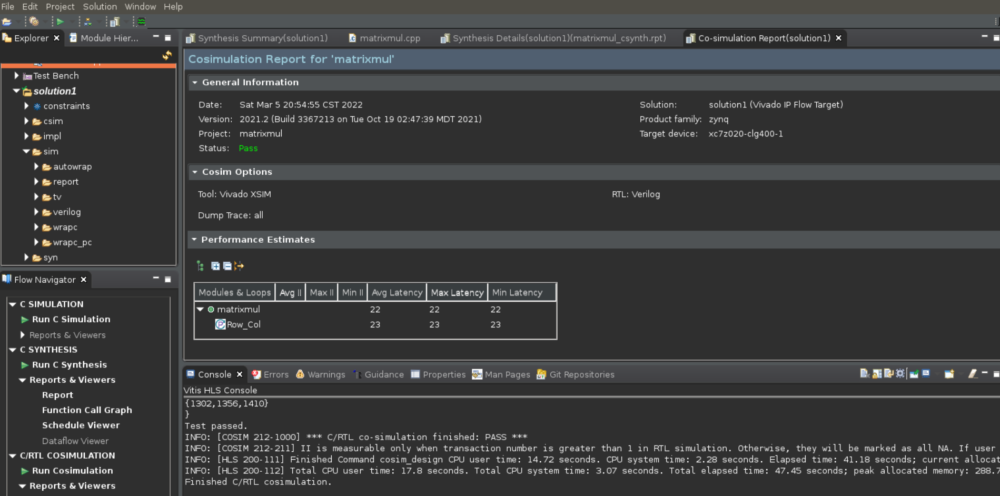 File Edit Project Solution Window Help
Explorer
Module Hier...
Test Bench
solution1
constraints
csim
impl
sim
autowrap
report
tv
verilog
wrapc
wrapc_pc
syn
Flow Navigator
C SIMULATION
Run C Simulation
Reports & Viewers
C SYNTHESIS
Run C Synthesis
Reports & Viewers
Report
Function Call Graph
Schedule Viewer
Dataflow Viewer
C/RTL COSIMULATION
Run Cosimulation
Reports & Viewers
Synthesis Summary(solution1) matrixmul.cpp Synthesis Details(solution1)(matrixmul_csynth.rpt) Co-simulation Report(solution1)
Cosimulation Report for 'matrixmul'
General Information
Date: Sat Mar 5 20:54:55 CST 2022 Solution: solution1 (Vivado IP Flow Target)
Version: 2021.2 (Build 3367213 on Tue Oct 19 02:47:39 MDT 2021) Product family: zynq
Project: matrixmul Target device: xc7z020-clg400-1
Status: Pass
Cosim Options
Tool: Vivado XSIM RTL: Verilog
Dump Trace: all
Performance Estimates
Modules & Loops Avg II Max II Min II Avg Latency Max Latency Min Latency
matrixmul 22 22 22
Row_Col 23 23 23
Console Errors Warnings Guidance Properties Man Pages Git Repositories
Vitis HLS Console
{1302,1356,1410}
}
Test passed.
INFO: [COSIM 212-1000] *** C/RTL co-simulation finished: PASS ***
INFO: [COSIM 212-211] II is measurable only when transaction number is greater than 1 in RTL simulation. Otherwise, they will be marked as all NA. If user
INFO: [HLS 200-111] Finished Command cosim_design CPU user time: 14.72 seconds. CPU system time: 2.28 seconds. Elapsed time: 41.18 seconds; current allocat
INFO: [HLS 200-112] Total CPU user time: 17.8 seconds. Total CPU system time: 3.07 seconds. Total elapsed time: 47.45 seconds; peak allocated memory: 288.7
Finished C/RTL cosimulation.